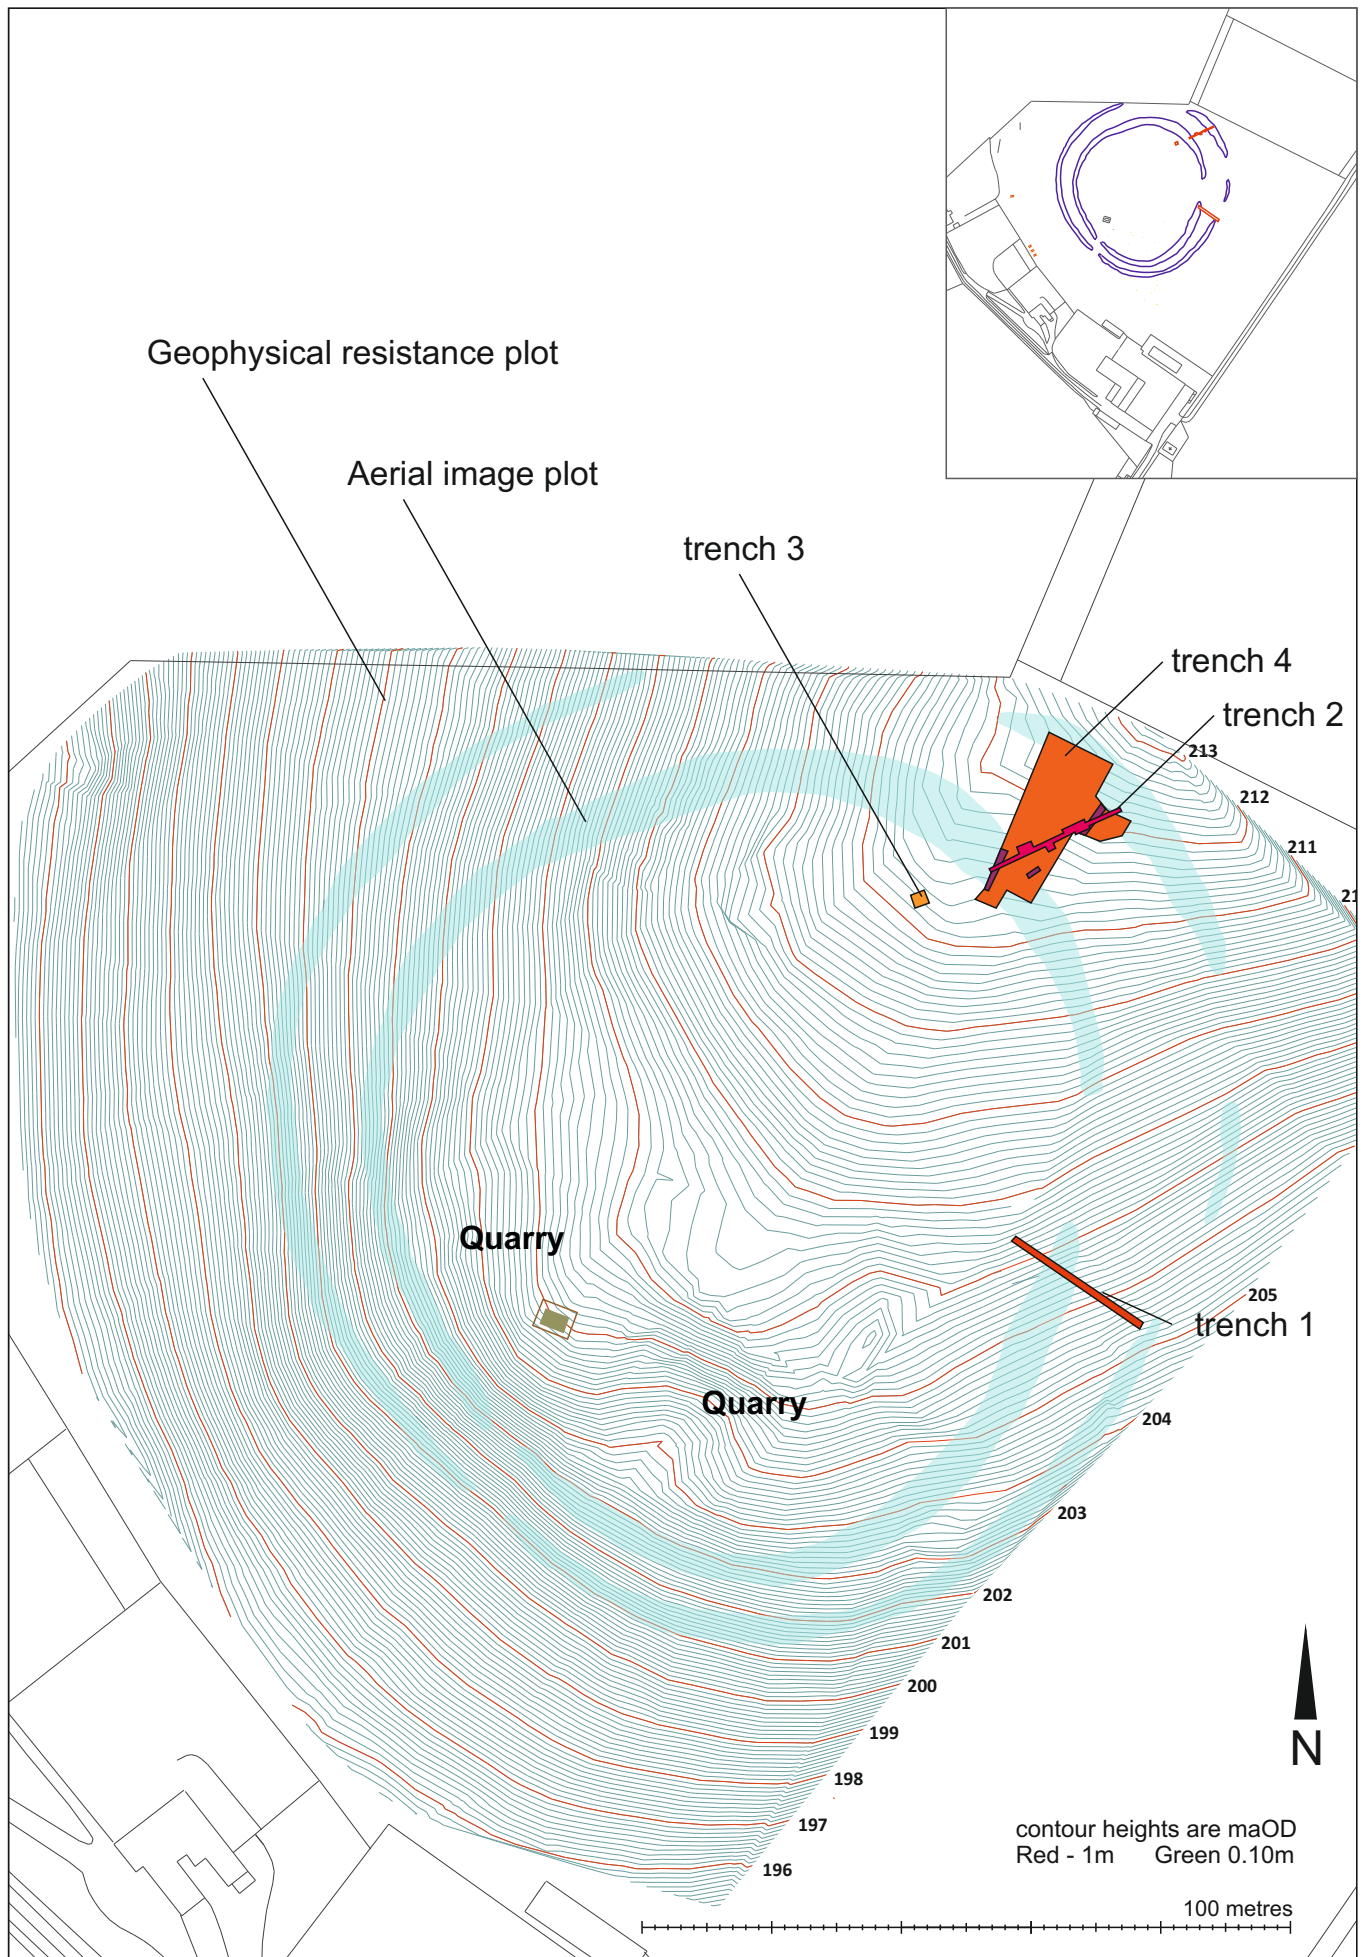 Geophysical resistance plot
Aerial image plot
trench 3
trench 4
trench 2
213
212
211
21
Quarry
205
trench 1
Quarry
204
203
202
201
200
199
198
197
196
N
contour heights are maOD
Red - 1m Green 0.10m
100 metres